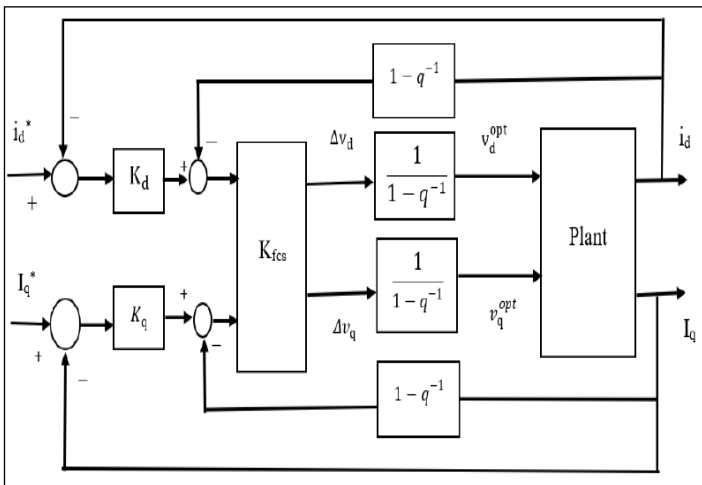 1 − q⁻¹
−
i_d*
+
K_d
+
−
K_fcs
Δv_d
1
1 − q⁻¹
v_d^opt
Plant
i_d
I_q*
+
−
K_q
+
−
Δv_q
1
1 − q⁻¹
v_q^opt
I_q
1 − q⁻¹